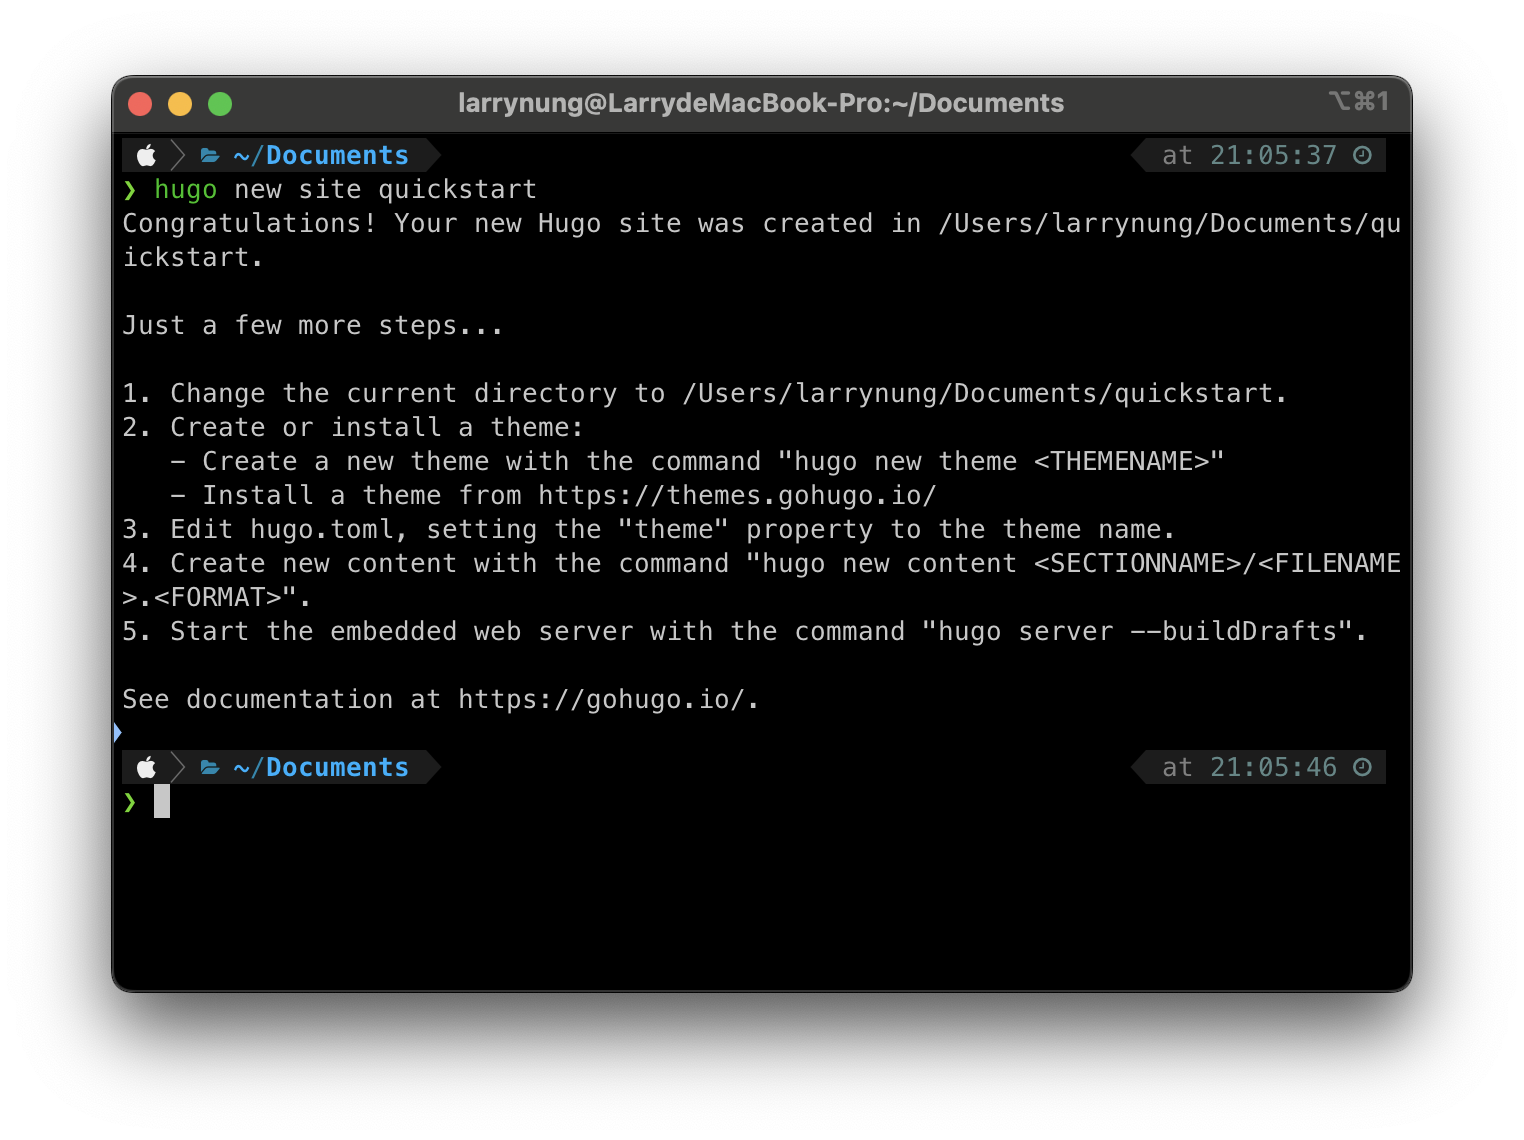 larrynung@LarrydeMacBook-Pro:~/Documents ⌥⌘1
~/Documents at 21:05:37
❯ hugo new site quickstart
Congratulations! Your new Hugo site was created in /Users/larrynung/Documents/qu
ickstart.
Just a few more steps...
1. Change the current directory to /Users/larrynung/Documents/quickstart.
2. Create or install a theme:
   - Create a new theme with the command "hugo new theme <THEMENAME>"
   - Install a theme from https://themes.gohugo.io/
3. Edit hugo.toml, setting the "theme" property to the theme name.
4. Create new content with the command "hugo new content <SECTIONNAME>/<FILENAME
>.<FORMAT>".
5. Start the embedded web server with the command "hugo server --buildDrafts".
See documentation at https://gohugo.io/.
~/Documents at 21:05:46
❯